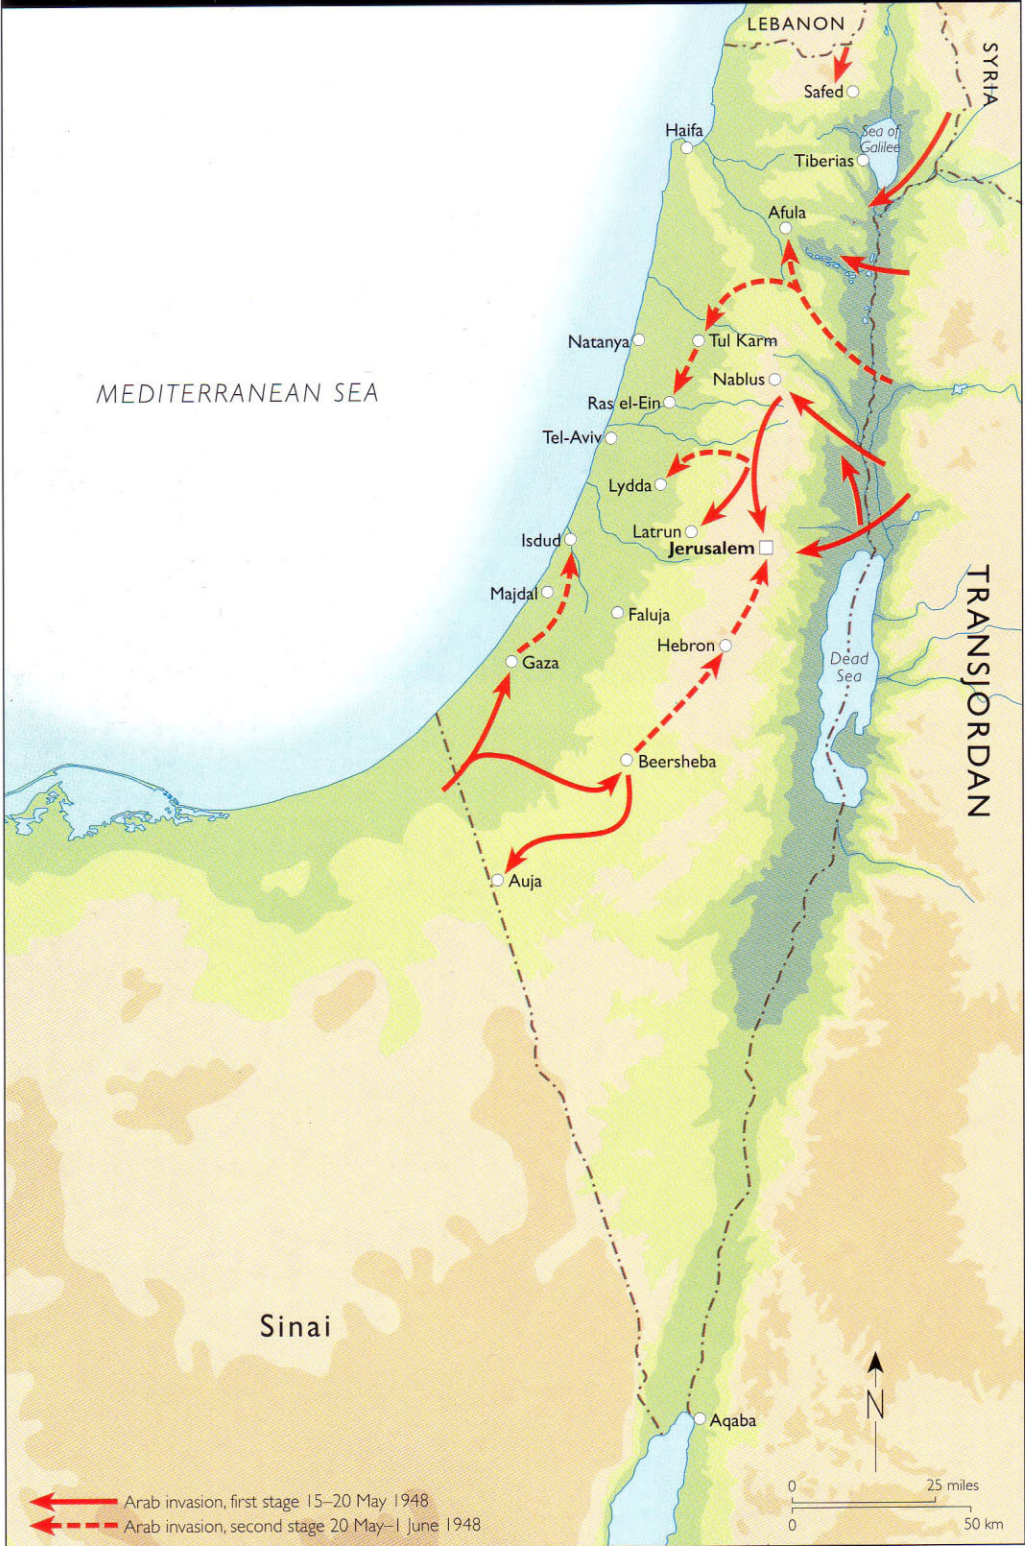 LEBANON
SYRIA
Safed
Haifa
Sea of
Galilee
Tiberias
Afula
Natanya
Tul Karm
MEDITERRANEAN SEA
Nablus
Ras el-Ein
Tel-Aviv
Lydda
Latrun
Isdud
Jerusalem
TRANSJORDAN
Majdal
Faluja
Hebron
Gaza
Dead
Sea
Beersheba
Auja
Sinai
N
Aqaba
0 25 miles
0 50 km
Arab invasion, first stage 15–20 May 1948
Arab invasion, second stage 20 May–1 June 1948